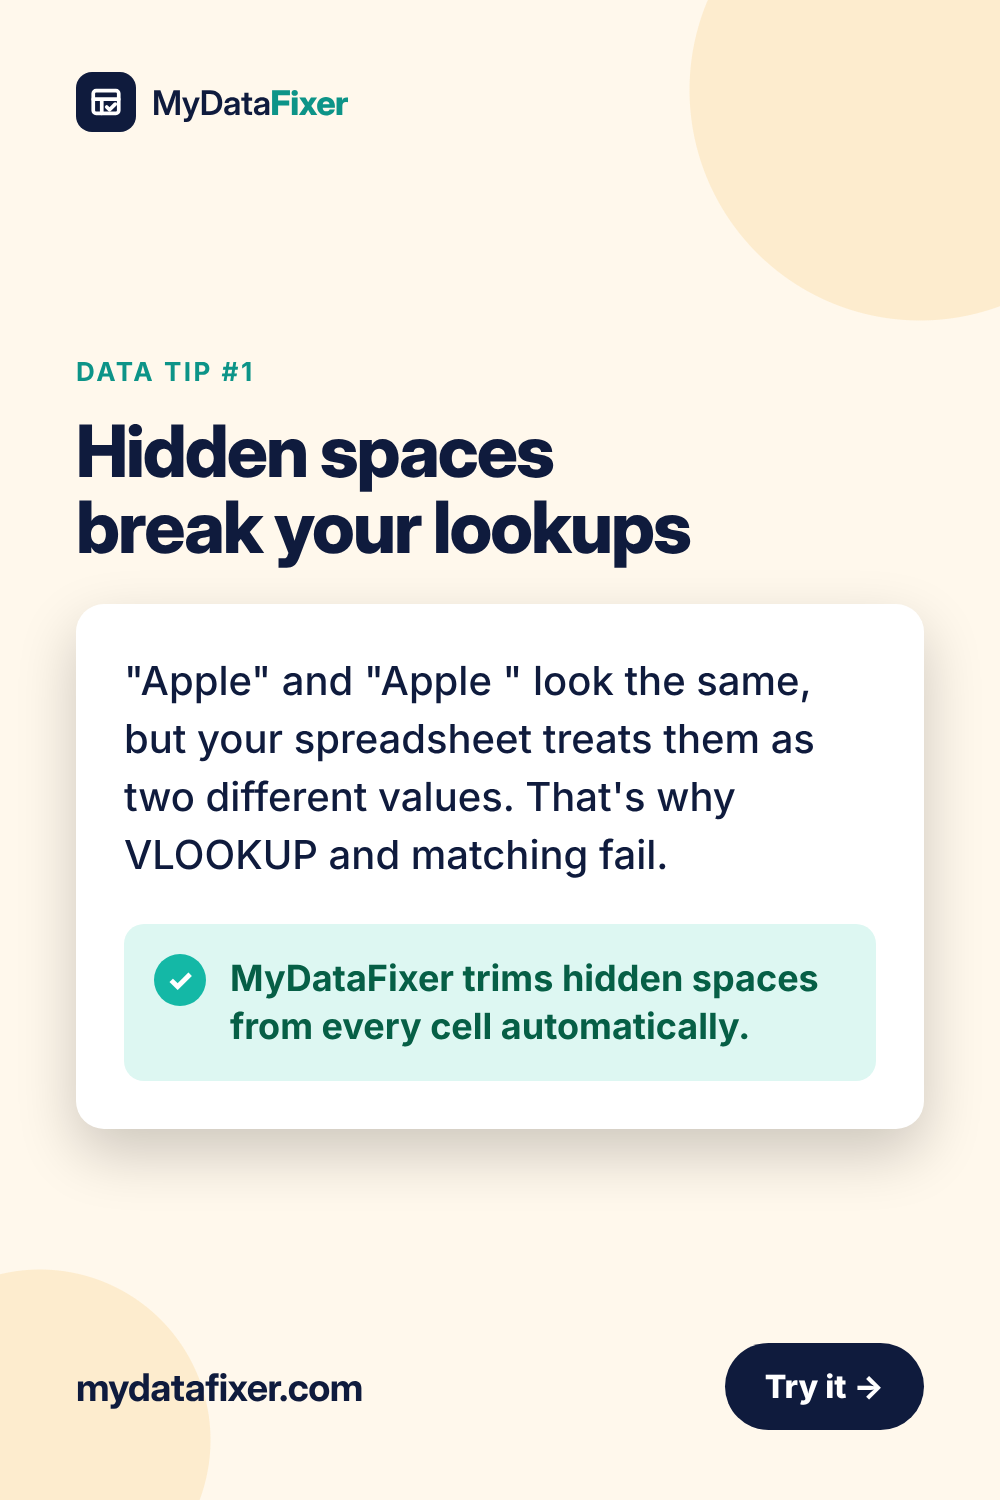 MyDataFixer
DATA TIP #1
Hidden spaces
break your lookups
"Apple" and "Apple " look the same,
but your spreadsheet treats them as
two different values. That's why
VLOOKUP and matching fail.
MyDataFixer trims hidden spaces
from every cell automatically.
mydatafixer.com
Try it →